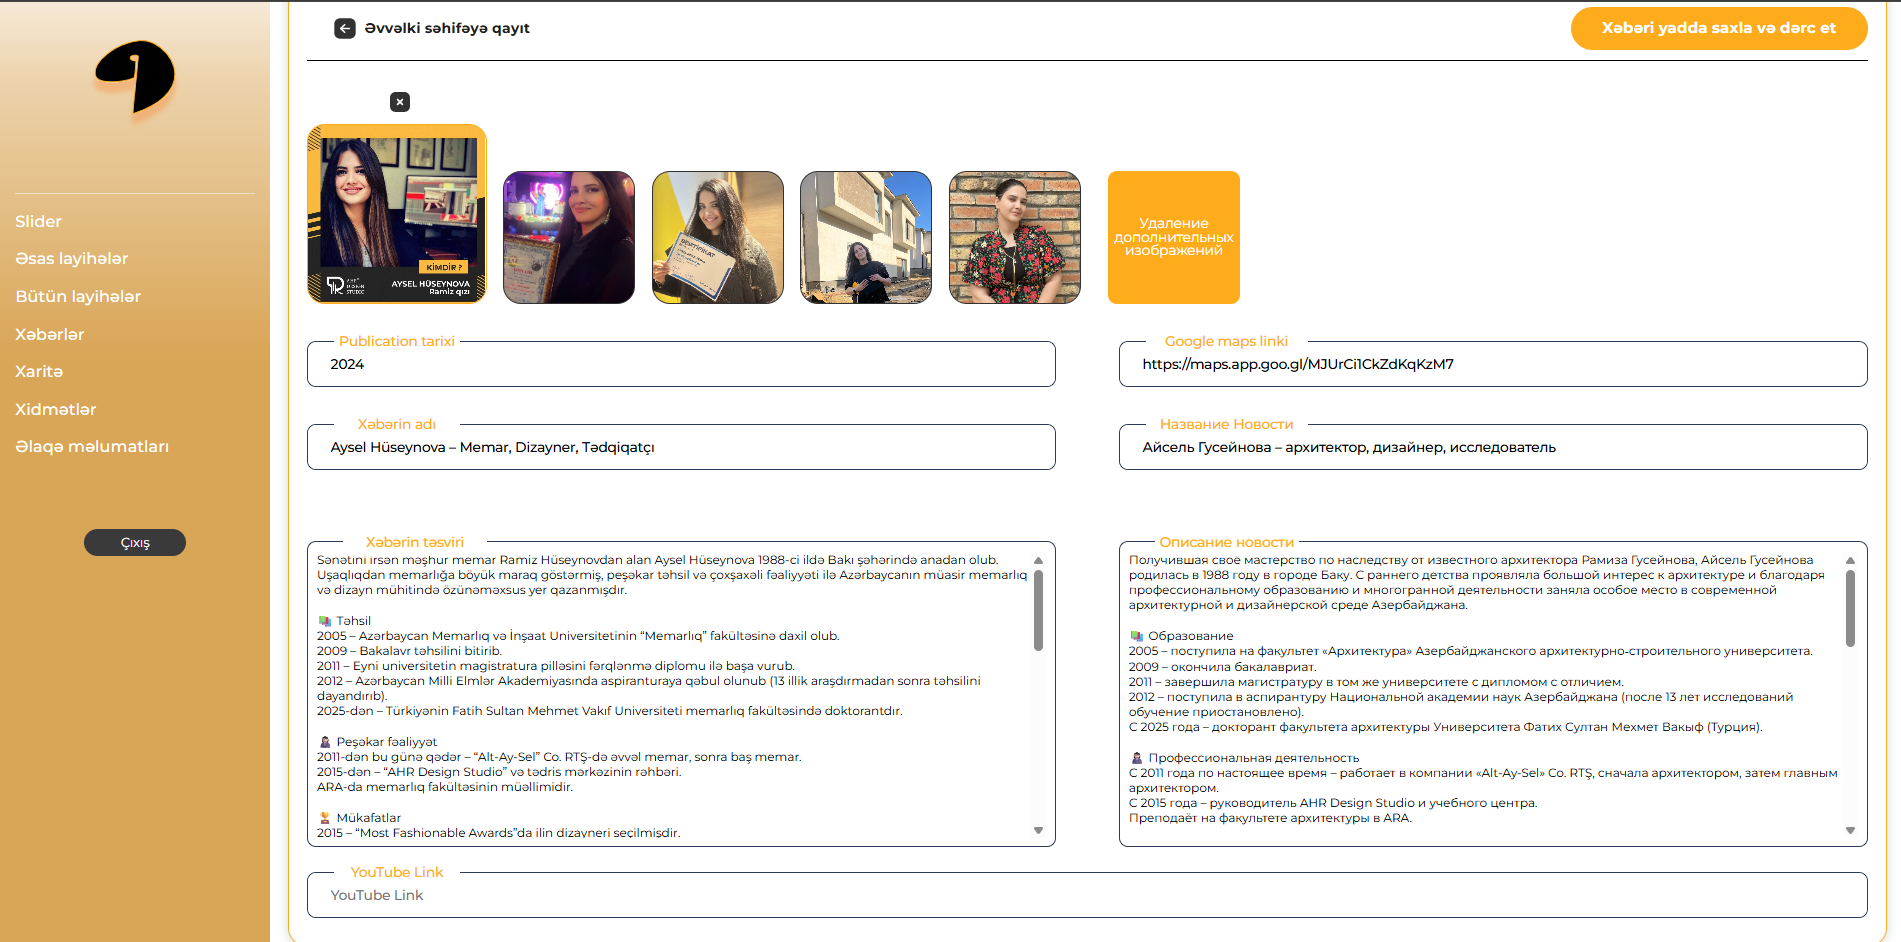 Əvvəlki səhifəyə qayıt
Xəbəri yadda saxla və dərc et
Slider
Əsas layihələr
Bütün layihələr
Xəbərlər
Xaritə
Xidmətlər
Əlaqə məlumatları
Çıxış
KİMDİR ?
DESIGN
STUDIO
AYSEL HÜSEYNOVA
Ramiz qızı
Удаление
дополнительных
изображений
Publication tarixi
2024
Google maps linki
https://maps.app.goo.gl/MJUrCi1CkZdKqKzM7
Xəbərin adı
Aysel Hüseynova – Memar, Dizayner, Tədqiqatçı
Название Новости
Айсель Гусейнова – архитектор, дизайнер, исследователь
Xəbərin təsviri
Sənətini irsən məşhur memar Ramiz Hüseynovdan alan Aysel Hüseynova 1988-ci ildə Bakı şəhərində anadan olub.
Uşaqlıqdan memarlığa böyük maraq göstərmiş, peşəkar təhsil və çoxşaxəli fəaliyyəti ilə Azərbaycanın müasir memarlıq
və dizayn mühitində özünəməxsus yer qazanmışdır.
📚 Təhsil
2005 – Azərbaycan Memarlıq və İnşaat Universitetinin “Memarlıq” fakültəsinə daxil olub.
2009 – Bakalavr təhsilini bitirib.
2011 – Eyni universitetin magistratura pilləsini fərqlənmə diplomu ilə başa vurub.
2012 – Azərbaycan Milli Elmlər Akademiyasında aspiranturaya qəbul olunub (13 illik araşdırmadan sonra təhsilini
dayandırıb).
2025-dən – Türkiyənin Fatih Sultan Mehmet Vakıf Universiteti memarlıq fakültəsində doktorantdır.
Peşəkar fəaliyyət
2011-dən bu günə qədər – “Alt-Ay-Sel” Co. RTŞ-də əvvəl memar, sonra baş memar.
2015-dən – “AHR Design Studio” və tədris mərkəzinin rəhbəri.
ARA-da memarlıq fakültəsinin müəllimidir.
🏆 Mükafatlar
2015 – “Most Fashionable Awards”da ilin dizayneri seçilmişdir.
Описание новости
Получившая своё мастерство по наследству от известного архитектора Рамиза Гусейнова, Айсель Гусейнова
родилась в 1988 году в городе Баку. С раннего детства проявляла большой интерес к архитектуре и благодаря
профессиональному образованию и многогранной деятельности заняла особое место в современной
архитектурной и дизайнерской среде Азербайджана.
📚 Образование
2005 – поступила на факультет «Архитектура» Азербайджанского архитектурно-строительного университета.
2009 – окончила бакалавриат.
2011 – завершила магистратуру в том же университете с дипломом с отличием.
2012 – поступила в аспирантуру Национальной академии наук Азербайджана (после 13 лет исследований
обучение приостановлено).
С 2025 года – докторант факультета архитектуры Университета Фатих Султан Мехмет Вакыф (Турция).
Профессиональная деятельность
С 2011 года по настоящее время – работает в компании «Alt-Ay-Sel» Co. RTŞ, сначала архитектором, затем главным
архитектором.
С 2015 года – руководитель AHR Design Studio и учебного центра.
Преподаёт на факультете архитектуры в ARA.
YouTube Link
YouTube Link